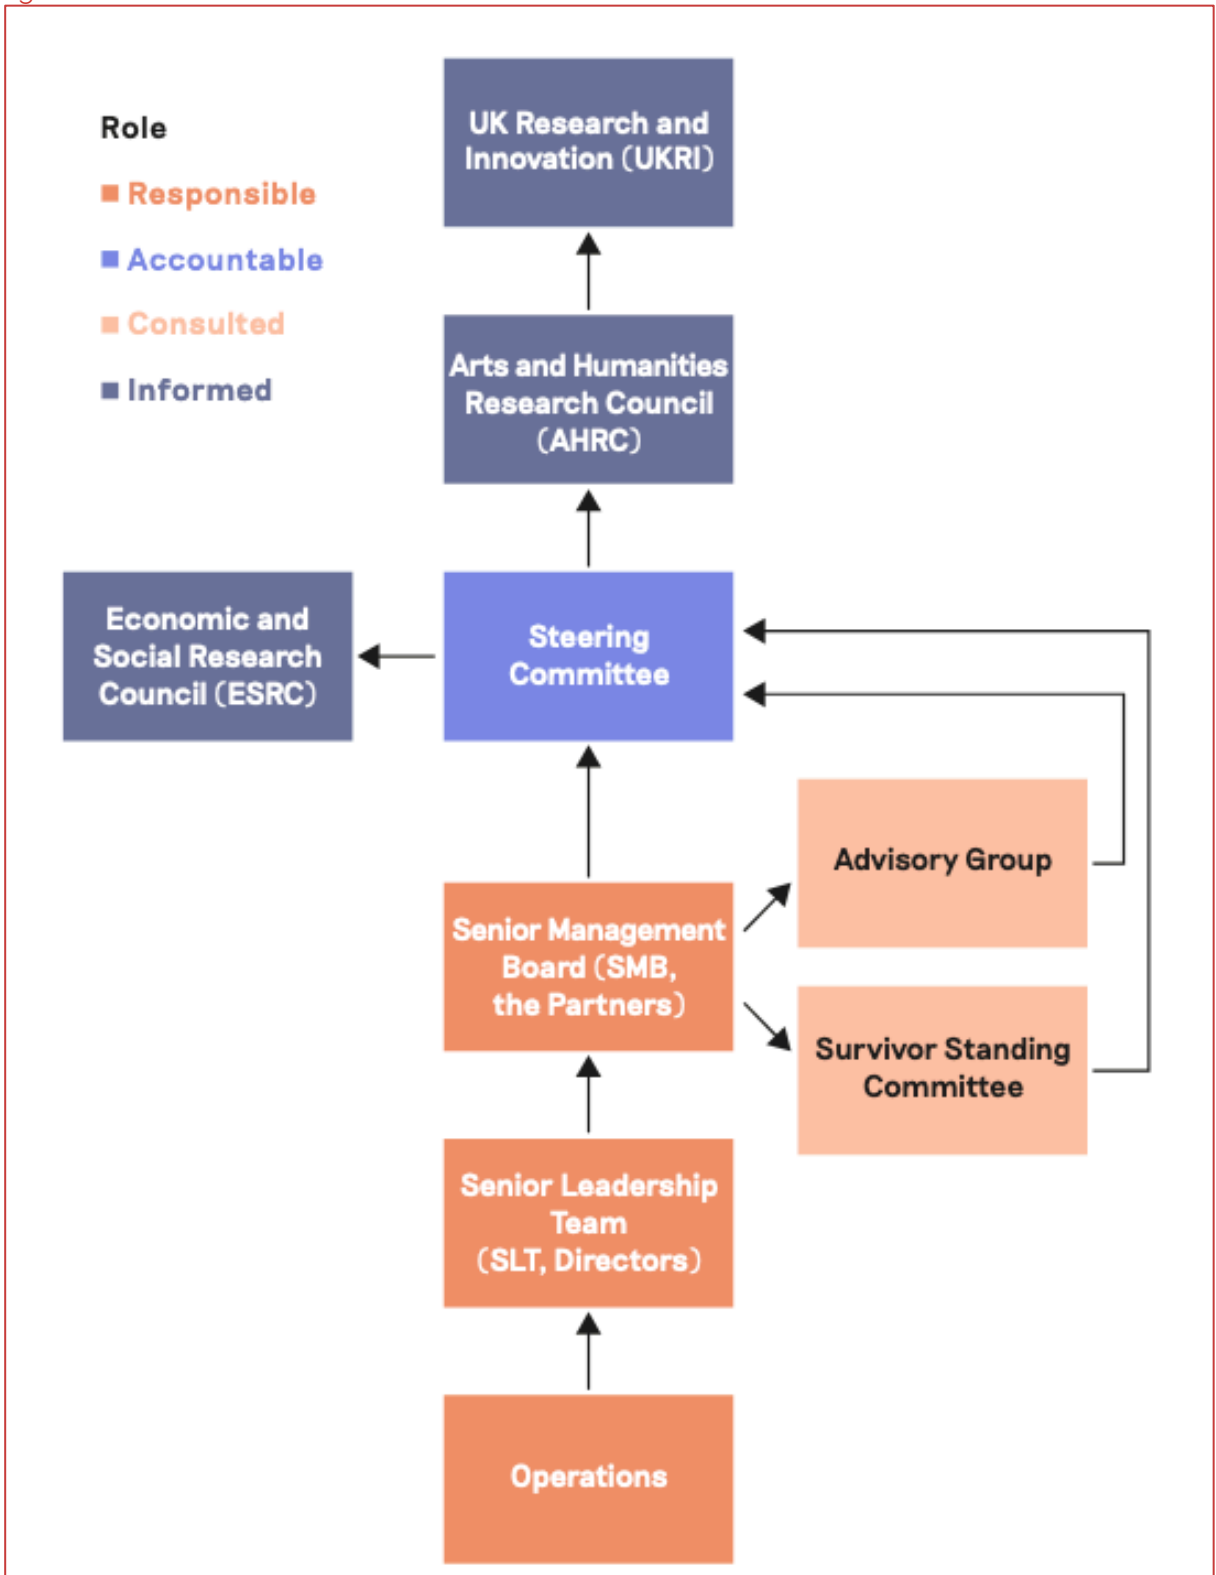 Role
Responsible
Accountable
Consulted
Informed
UK Research and
Innovation (UKRI)
Arts and Humanities
Research Council
(AHRC)
Economic and
Social Research
Council (ESRC)
Steering
Committee
Advisory Group
Senior Management
Board (SMB,
the Partners)
Survivor Standing
Committee
Senior Leadership
Team
(SLT, Directors)
Operations